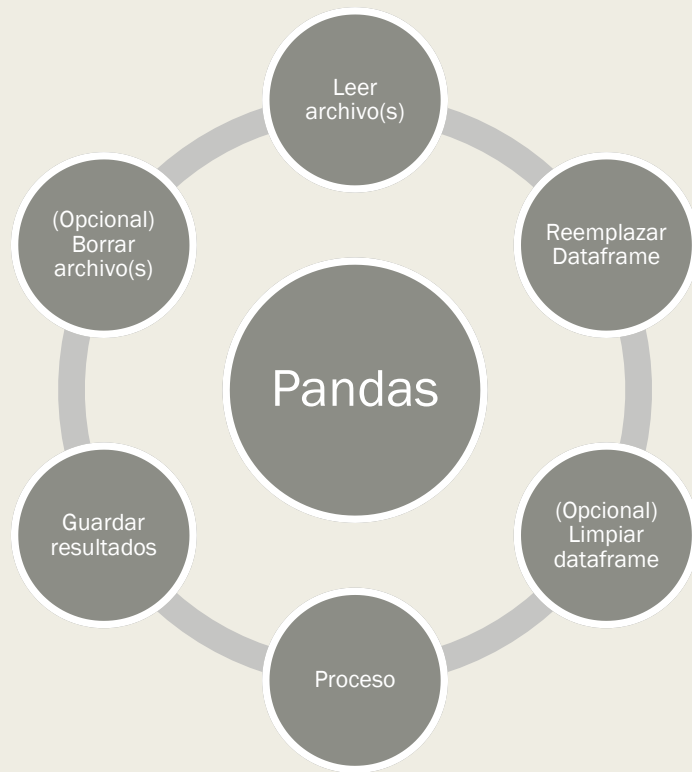 Leer
archivo(s)
Reemplazar
Dataframe
(Opcional)
Limpiar
dataframe
Proceso
Guardar
resultados
(Opcional)
Borrar
archivo(s)
Pandas